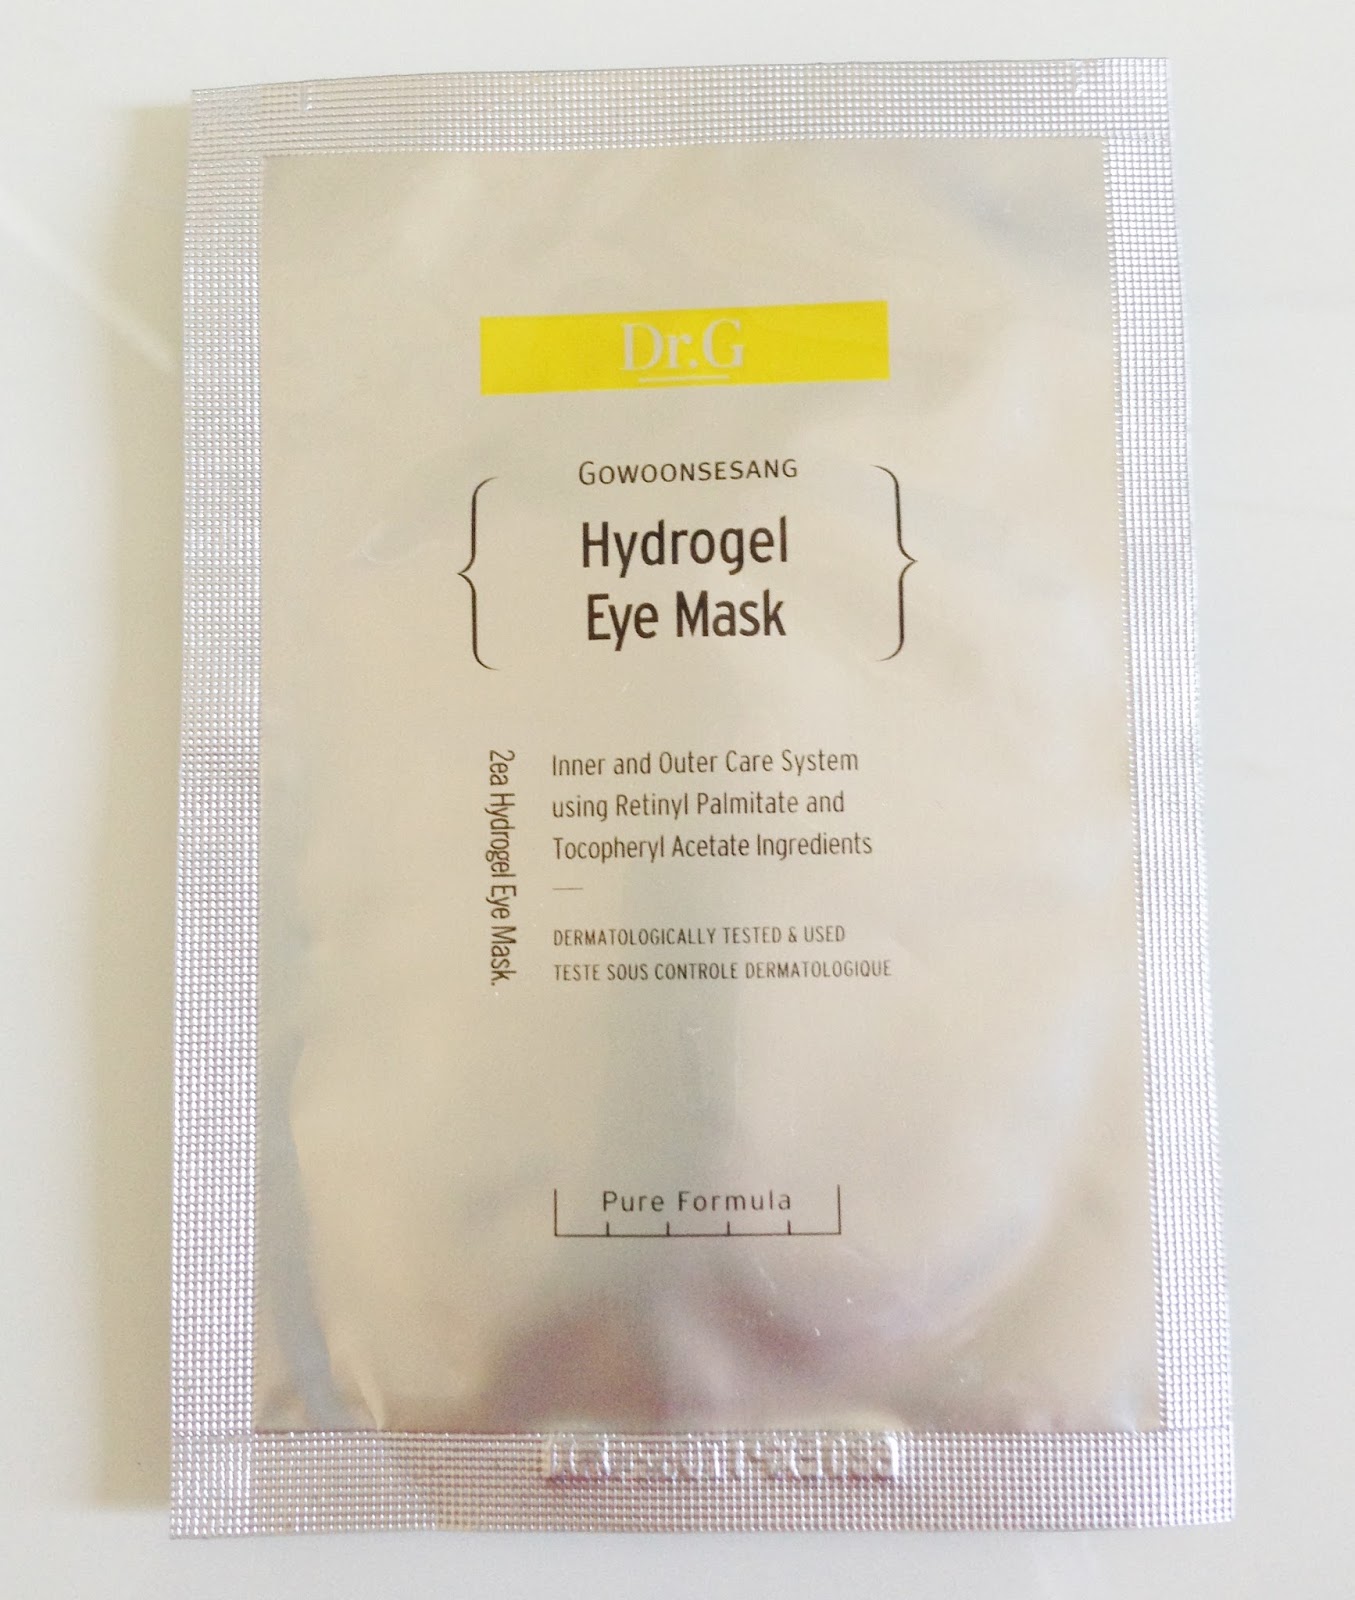 Dr.G
GOWOONSESANG
Hydrogel
Eye Mask
2ea Hydrogel Eye Mask.
Inner and Outer Care System
using Retinyl Palmitate and
Tocopheryl Acetate Ingredients
DERMATOLOGICALLY TESTED & USED
TESTE SOUS CONTROLE DERMATOLOGIQUE
Pure Formula